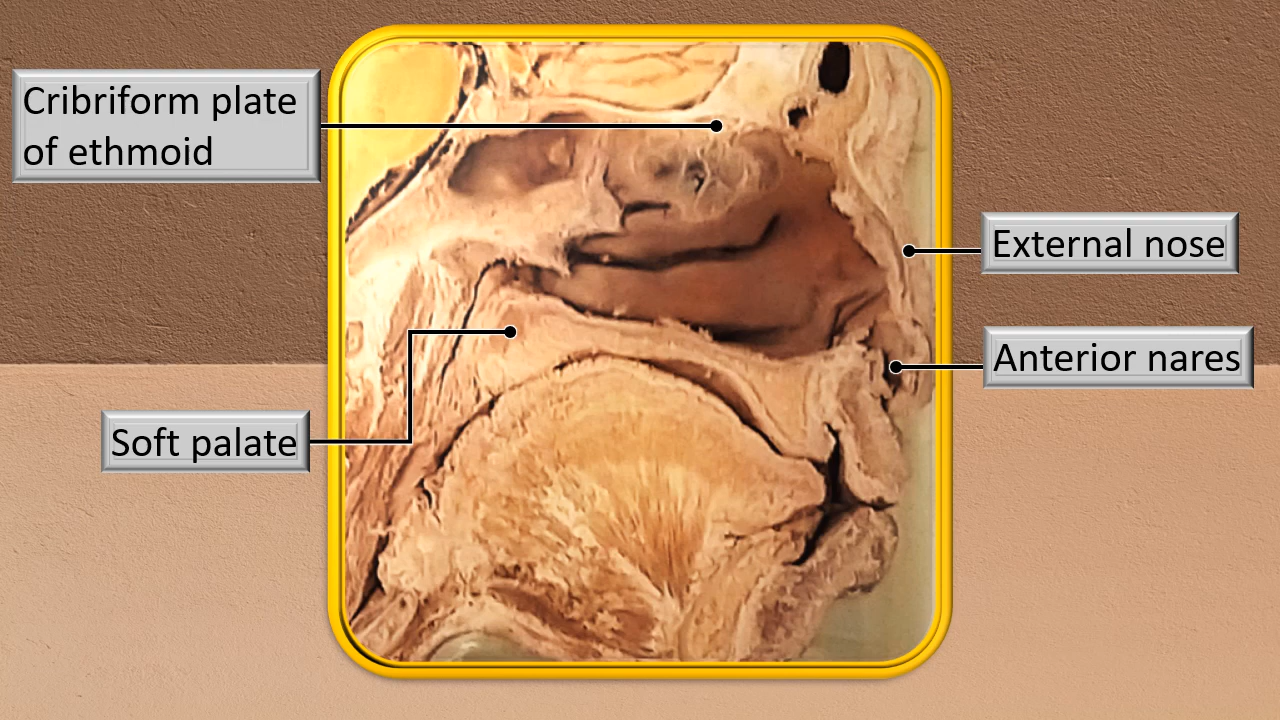 Cribriform plate
of ethmoid
External nose
Anterior nares
Soft palate